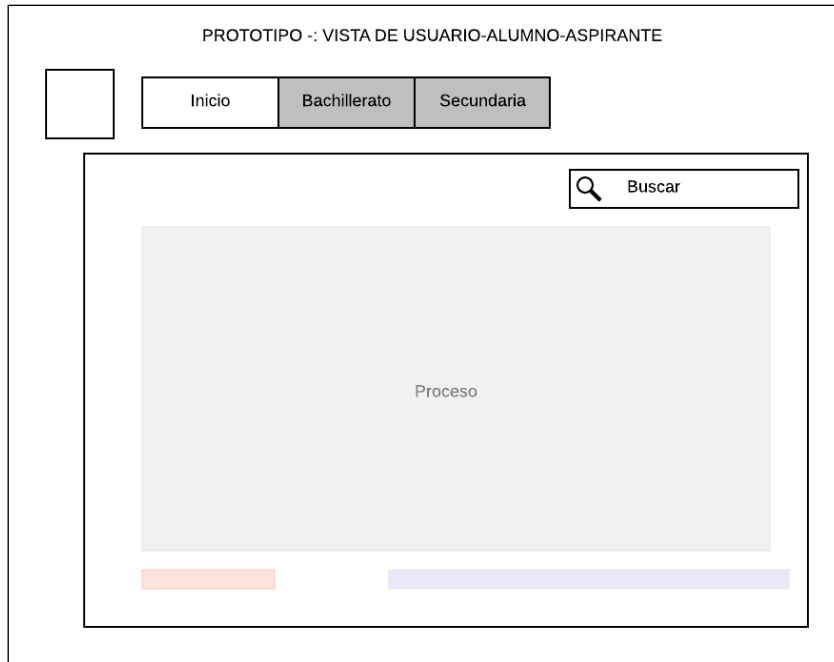 PROTOTIPO -: VISTA DE USUARIO-ALUMNO-ASPIRANTE
Inicio
Bachillerato
Secundaria
Buscar
Proceso